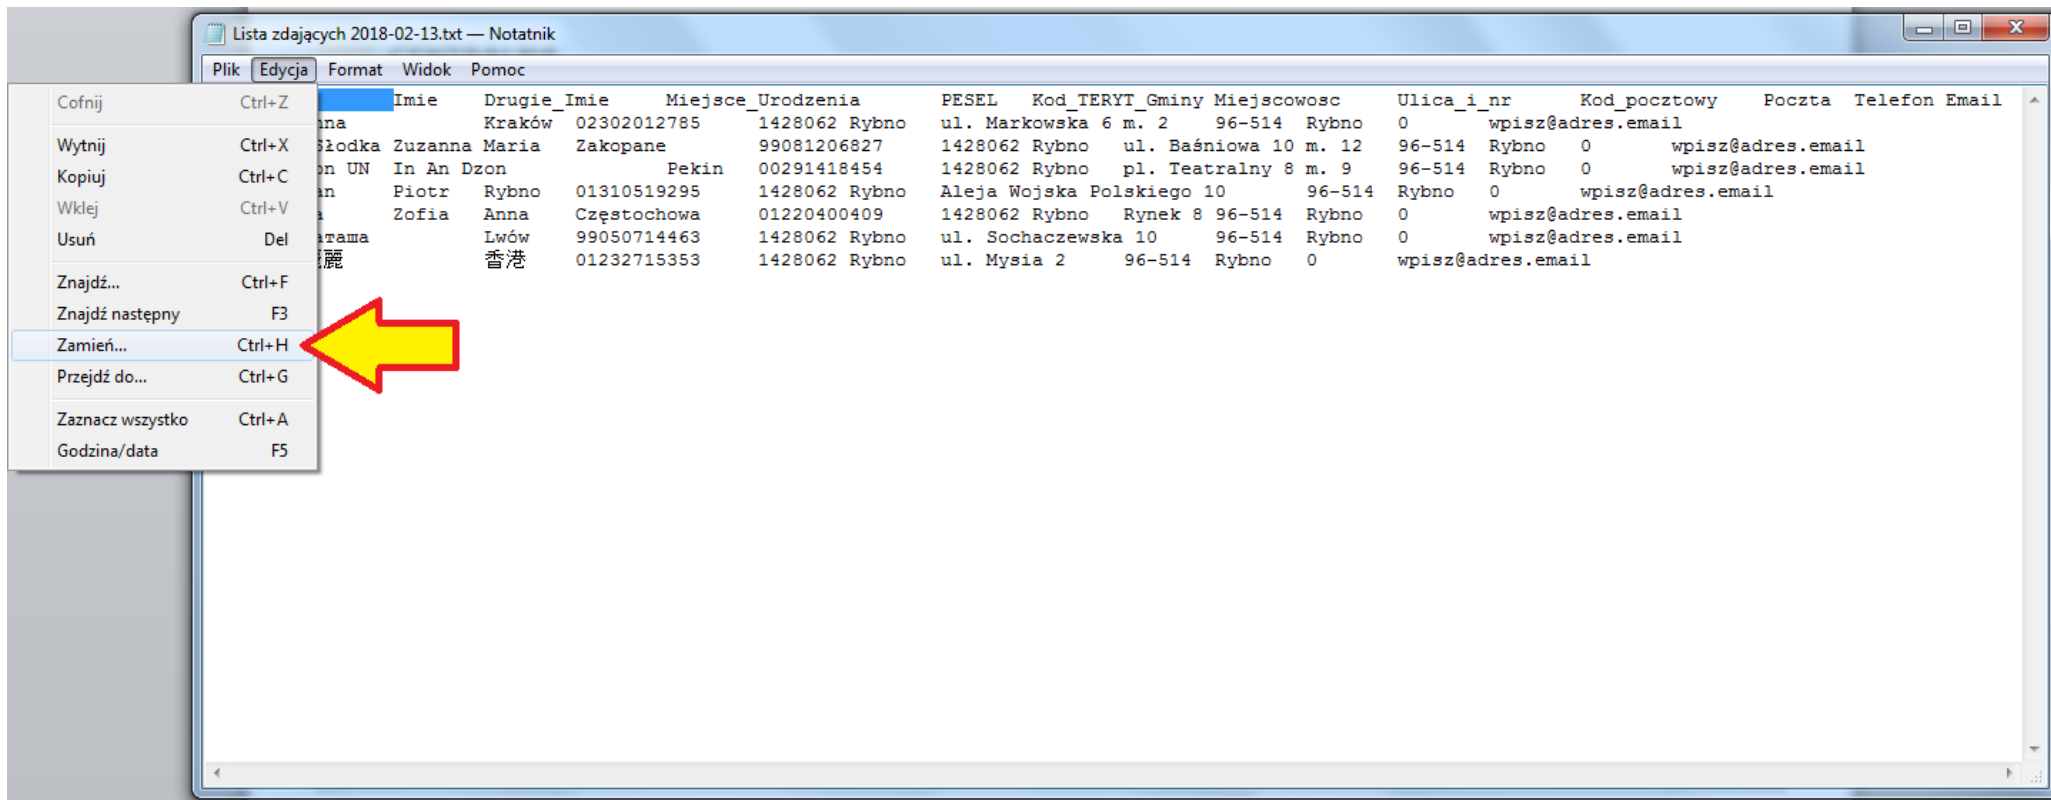 Lista zdających 2018-02-13.txt — Notatnik
Plik Edycja Format Widok Pomoc
Cofnij Ctrl+Z
Wytnij Ctrl+X
Kopiuj Ctrl+C
Wklej Ctrl+V
Usuń Del
Znajdź... Ctrl+F
Znajdź następny F3
Zamień... Ctrl+H
Przejdź do... Ctrl+G
Zaznacz wszystko Ctrl+A
Godzina/data F5
Imie Drugie_Imie Miejsce_Urodzenia PESEL Kod_TERYT_Gminy Miejscowosc Ulica_i_nr Kod_pocztowy Poczta Telefon Email
Kraków 02302012785 1428062 Rybno ul. Markowska 6 m. 2 96-514 Rybno 0 wpisz@adres.email
Słodka Zuzanna Maria Zakopane 99081206827 1428062 Rybno ul. Baśniowa 10 m. 12 96-514 Rybno 0 wpisz@adres.email
on UN In An Dzon Pekin 00291418454 1428062 Rybno pl. Teatralny 8 m. 9 96-514 Rybno 0 wpisz@adres.email
Piotr Rybno 01310519295 1428062 Rybno Aleja Wojska Polskiego 10 96-514 Rybno 0 wpisz@adres.email
Zofia Anna Częstochowa 01220400409 1428062 Rybno Rynek 8 96-514 Rybno 0 wpisz@adres.email
аташа Lwów 99050714463 1428062 Rybno ul. Sochaczewska 10 96-514 Rybno 0 wpisz@adres.email
麗 香港 01232715353 1428062 Rybno ul. Mysia 2 96-514 Rybno 0 wpisz@adres.email